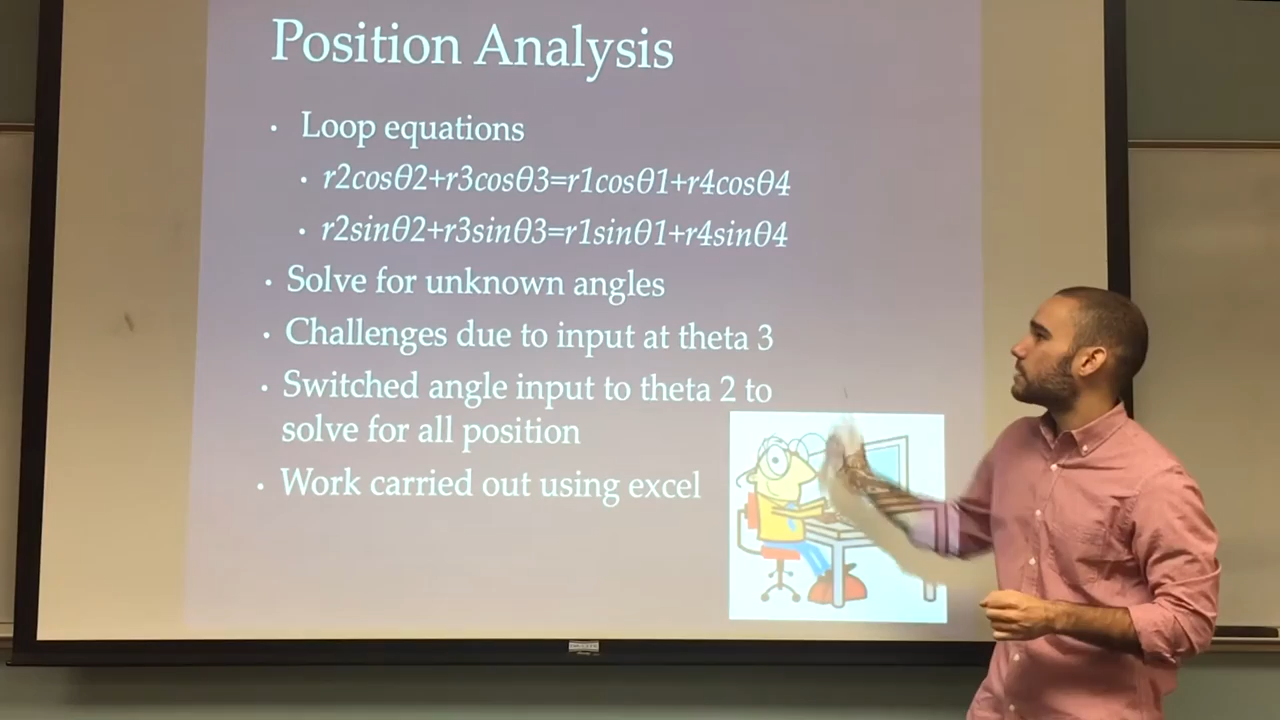 Position Analysis
• Loop equations
• r2cosθ2+r3cosθ3=r1cosθ1+r4cosθ4
• r2sinθ2+r3sinθ3=r1sinθ1+r4sinθ4
• Solve for unknown angles
• Challenges due to input at theta 3
• Switched angle input to theta 2 to
solve for all position
• Work carried out using excel